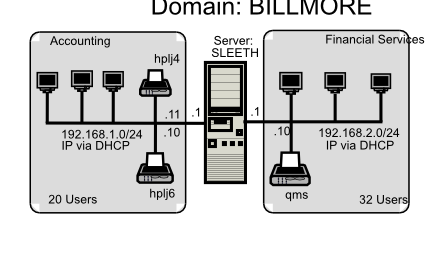 Domain: BILLMORE
Accounting
Server:
SLEETH
Financial Services
hplj4
.11
.1
.1
192.168.1.0/24
IP via DHCP
.10
.10
192.168.2.0/24
IP via DHCP
hplj6
qms
20 Users
32 Users